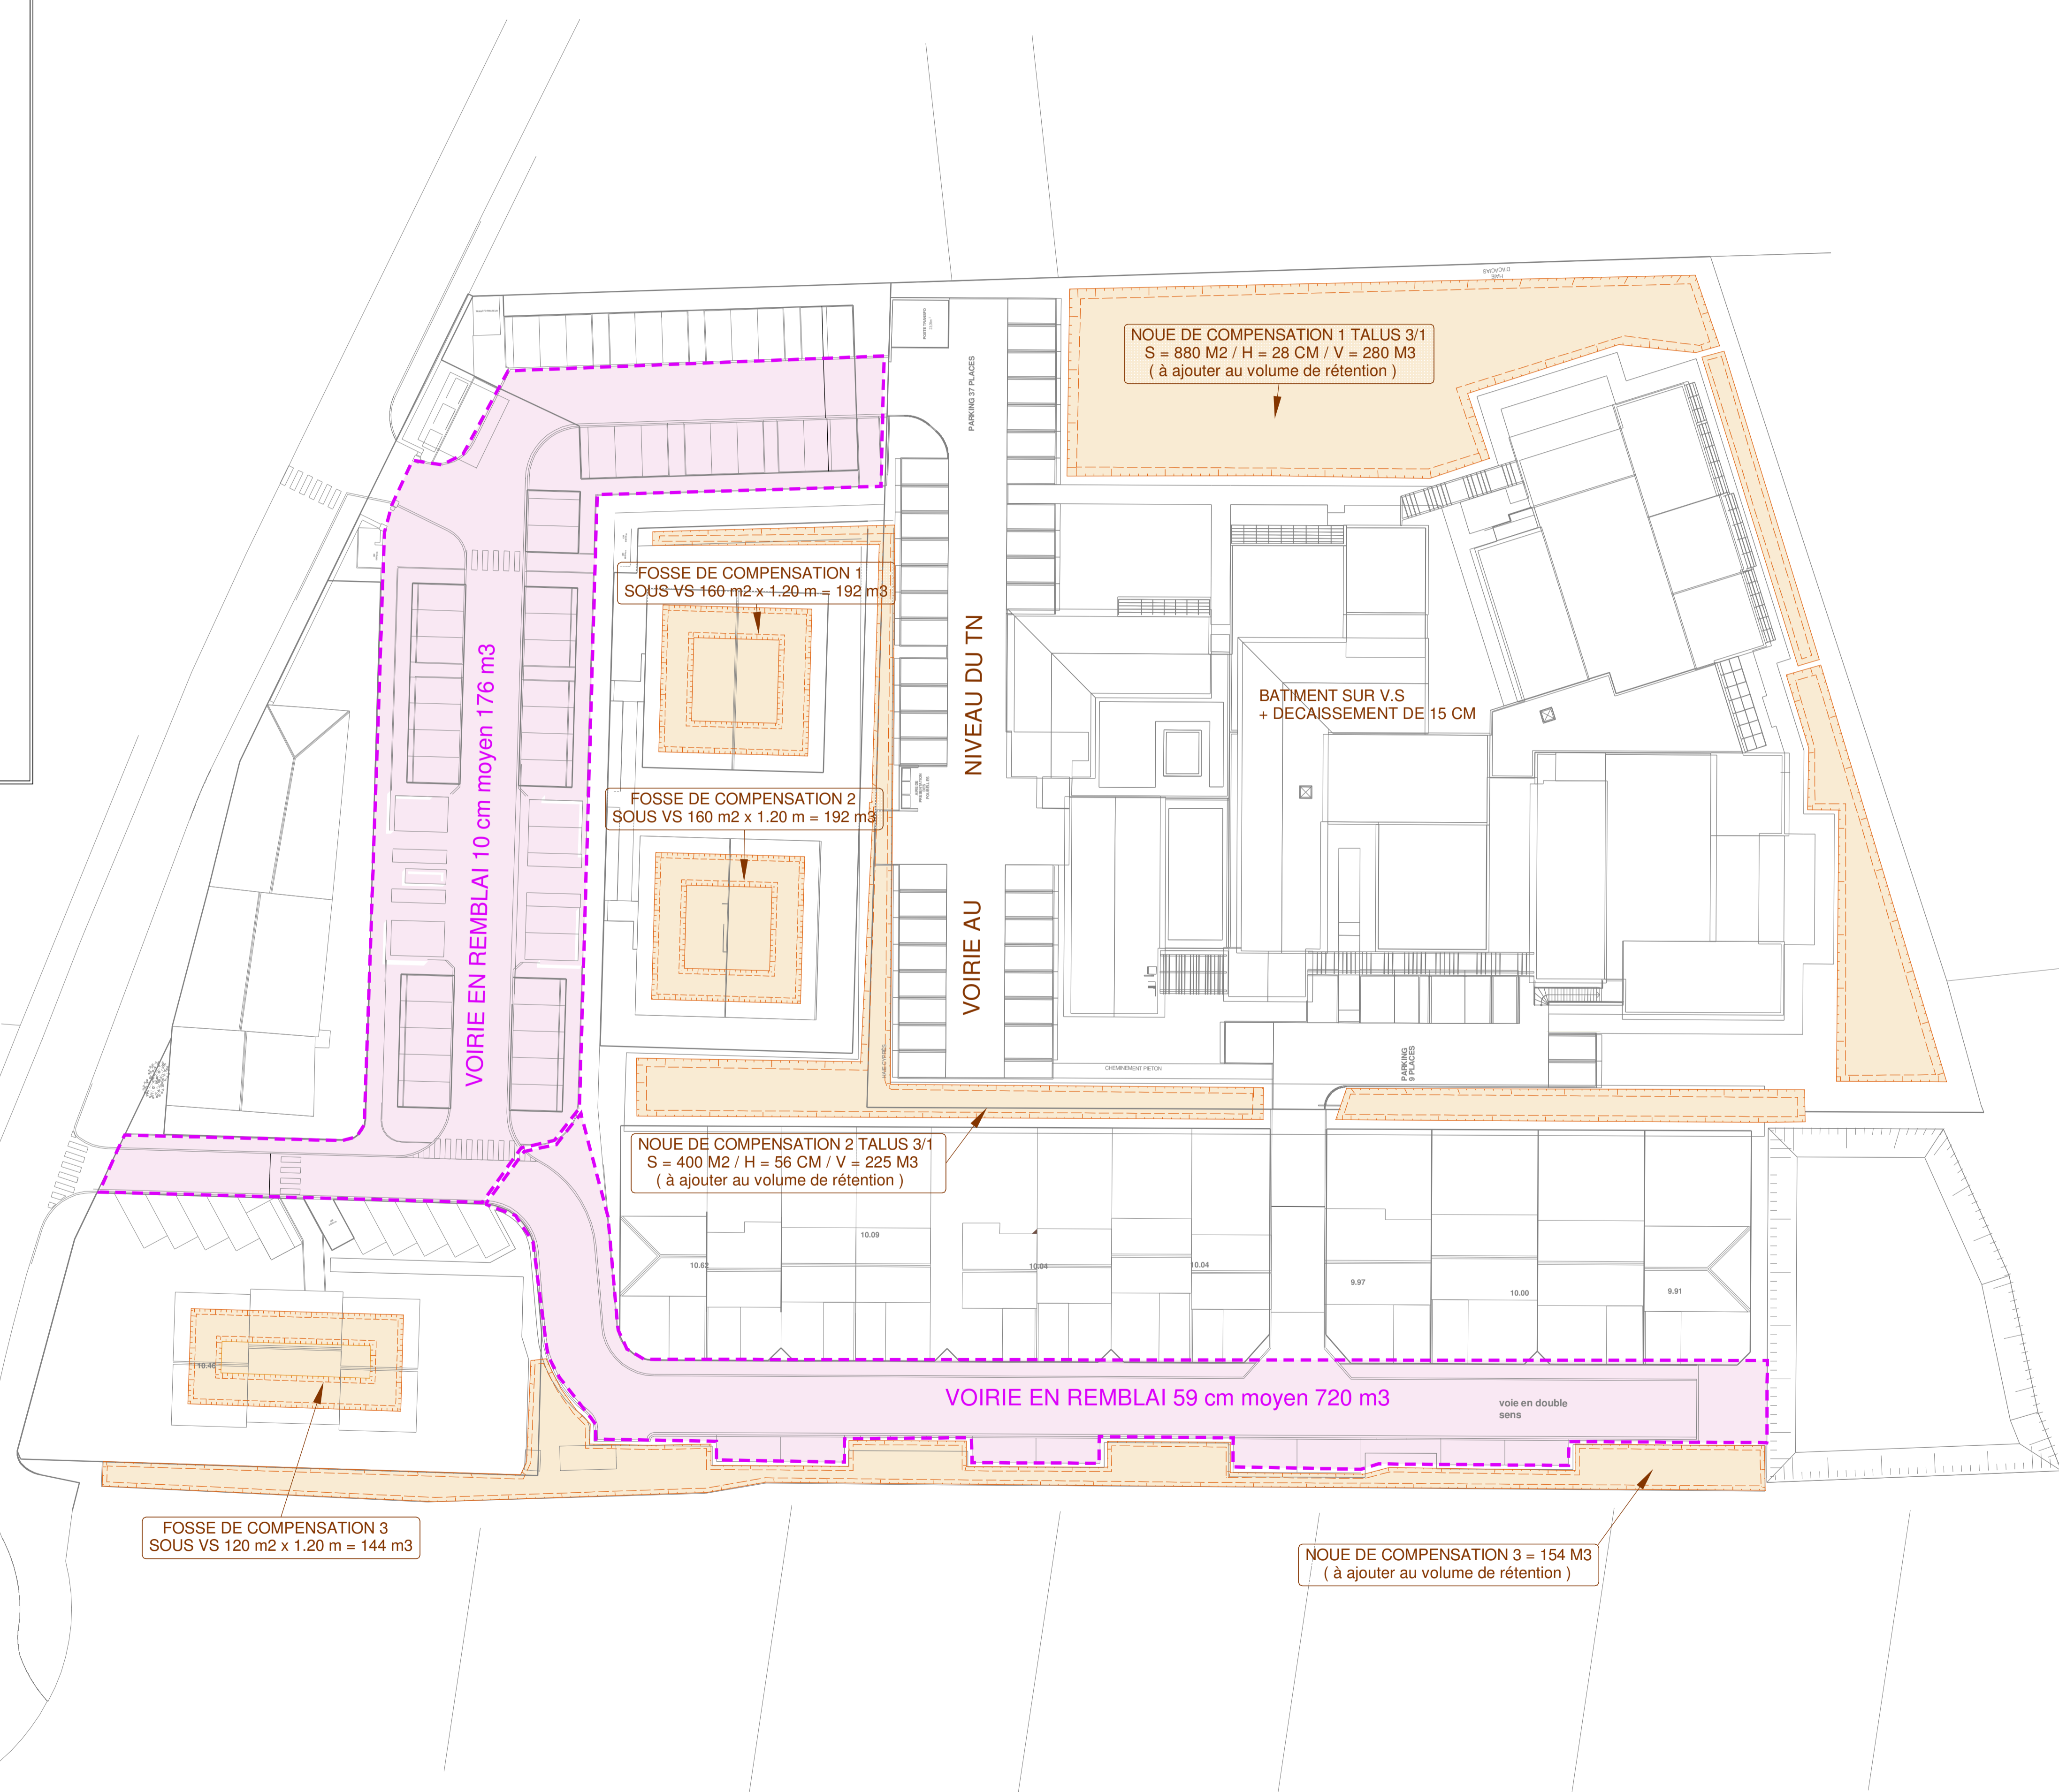 HAIE
D'ACACIAS
NOUE DE COMPENSATION 1 TALUS 3/1
S = 880 M2 / H = 28 CM / V = 280 M3
( à ajouter au volume de rétention )
PARKING 37 PLACES
FOSSE DE COMPENSATION 1
SOUS VS 160 m2 x 1.20 m = 192 m3
NIVEAU DU TN
VOIRIE AU
BATIMENT SUR V.S
+ DECAISSEMENT DE 15 CM
VOIRIE EN REMBLAI 10 cm moyen 176 m3
FOSSE DE COMPENSATION 2
SOUS VS 160 m2 x 1.20 m = 192 m3
CHEMINEMENT PIETON
PARKING
9 PLACES
NOUE DE COMPENSATION 2 TALUS 3/1
S = 400 M2 / H = 56 CM / V = 225 M3
( à ajouter au volume de rétention )
10.62
10.09
10.04
10.04
9.97
10.00
9.91
10.46
VOIRIE EN REMBLAI 59 cm moyen 720 m3
voie en double
sens
FOSSE DE COMPENSATION 3
SOUS VS 120 m2 x 1.20 m = 144 m3
NOUE DE COMPENSATION 3 = 154 M3
( à ajouter au volume de rétention )